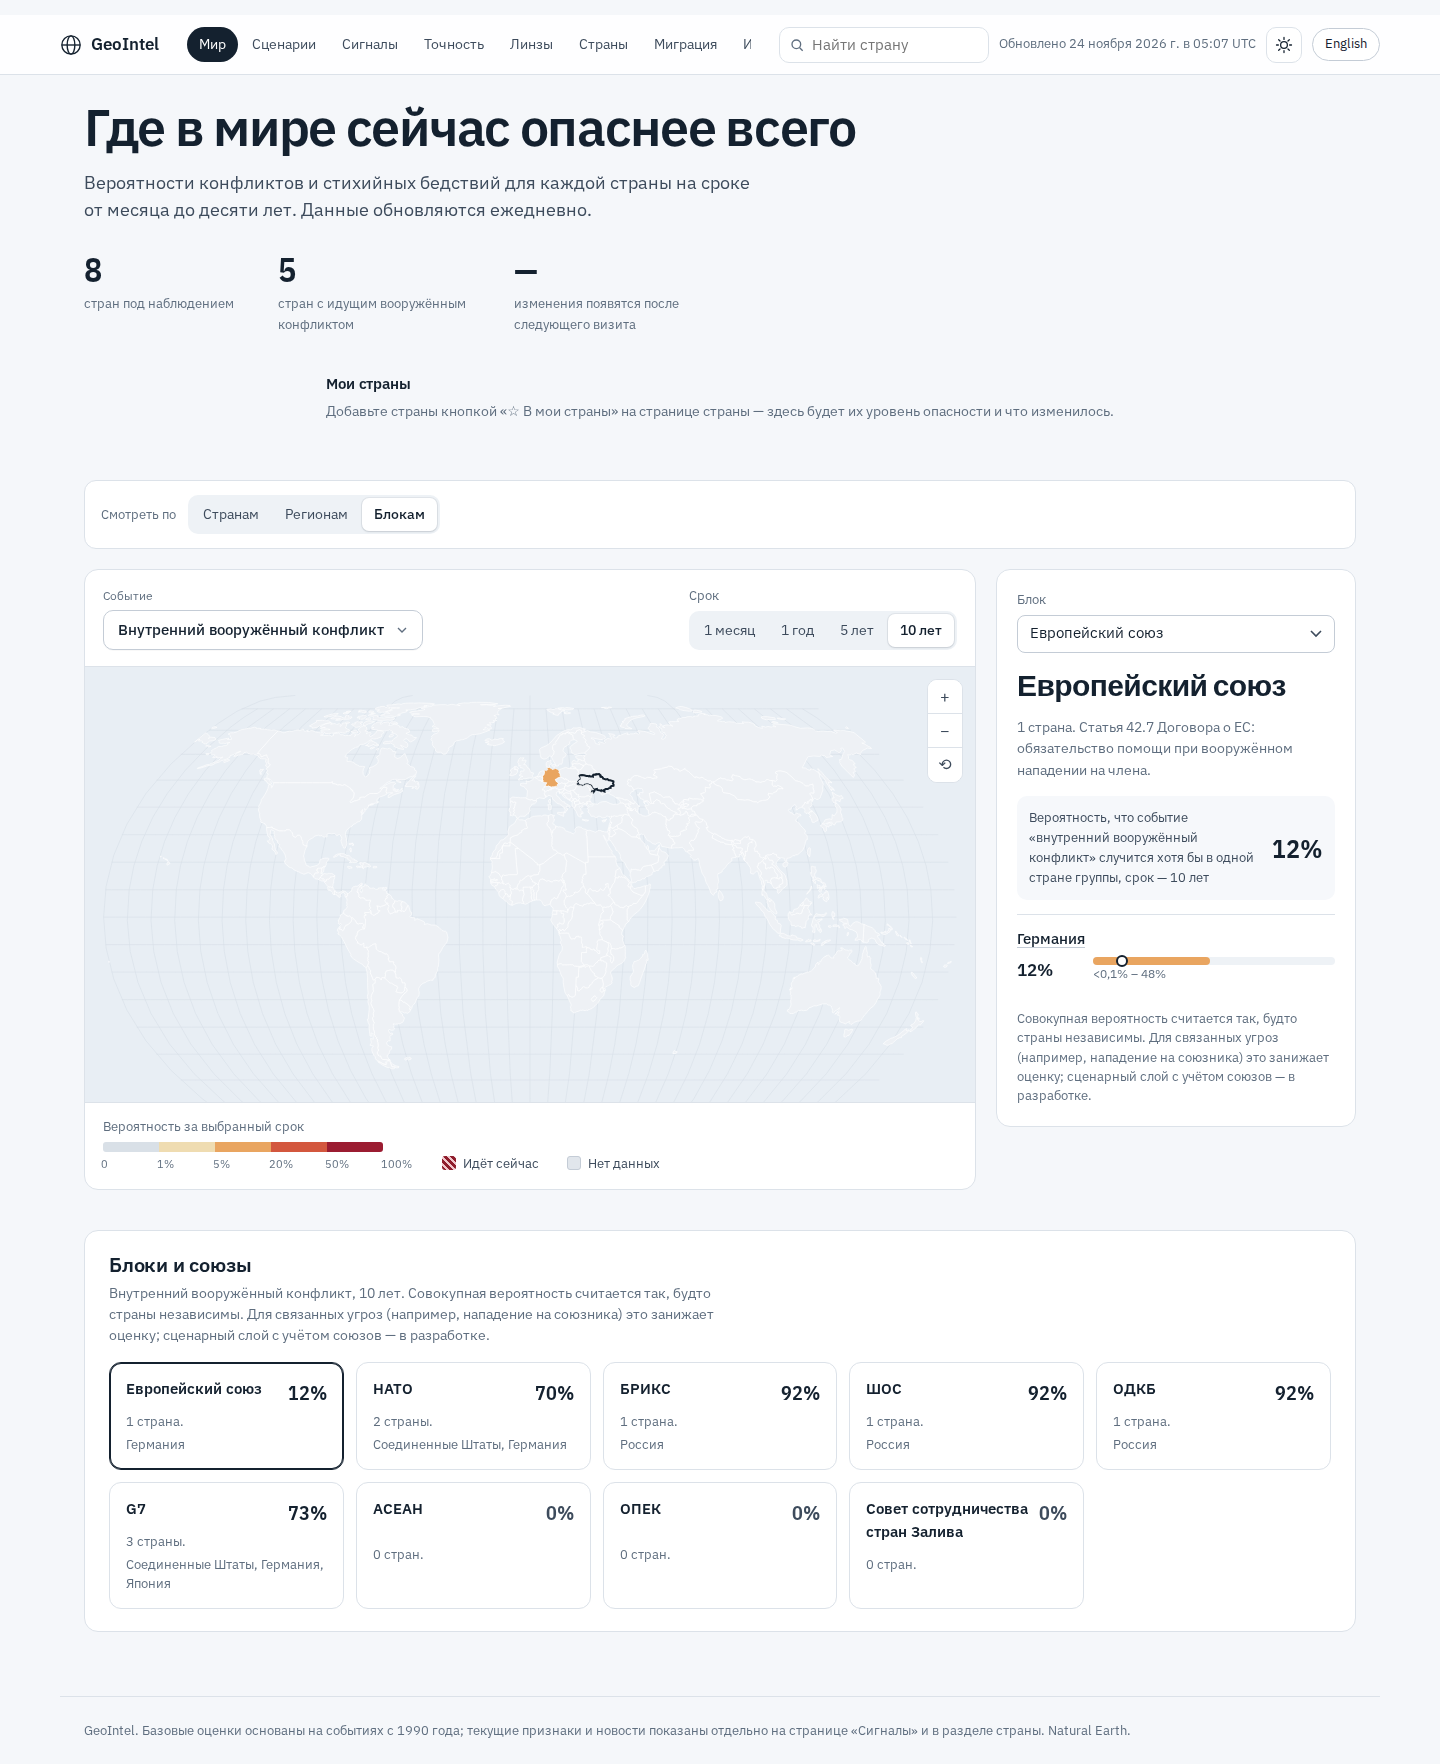 GeoIntel
Мир
Сценарии
Сигналы
Точность
Линзы
Страны
Миграция
И
Найти страну
Обновлено 24 ноября 2026 г. в 05:07 UTC
English
Где в мире сейчас опаснее всего
Вероятности конфликтов и стихийных бедствий для каждой страны на сроке
от месяца до десяти лет. Данные обновляются ежедневно.
8
стран под наблюдением
5
стран с идущим вооружённым
конфликтом
—
изменения появятся после
следующего визита
Мои страны
Добавьте страны кнопкой «☆ В мои страны» на странице страны — здесь будет их уровень опасности и что изменилось.
Смотреть по
Странам
Регионам
Блокам
Событие
Внутренний вооружённый конфликт
Срок
1 месяц
1 год
5 лет
10 лет
+
−
⟲
Вероятность за выбранный срок
0
1%
5%
20%
50%
100%
Идёт сейчас
Нет данных
Блок
Европейский союз
Европейский союз
1 страна. Статья 42.7 Договора о ЕС:
обязательство помощи при вооружённом
нападении на члена.
Вероятность, что событие
«внутренний вооружённый
конфликт» случится хотя бы в одной
стране группы, срок — 10 лет
12%
Германия
12%
<0,1% – 48%
Совокупная вероятность считается так, будто
страны независимы. Для связанных угроз
(например, нападение на союзника) это занижает
оценку; сценарный слой с учётом союзов — в
разработке.
Блоки и союзы
Внутренний вооружённый конфликт, 10 лет. Совокупная вероятность считается так, будто
страны независимы. Для связанных угроз (например, нападение на союзника) это занижает
оценку; сценарный слой с учётом союзов — в разработке.
Европейский союз
12%
1 страна.
Германия
НАТО
70%
2 страны.
Соединенные Штаты, Германия
БРИКС
92%
1 страна.
Россия
ШОС
92%
1 страна.
Россия
ОДКБ
92%
1 страна.
Россия
G7
73%
3 страны.
Соединенные Штаты, Германия,
Япония
АСЕАН
0%
0 стран.
ОПЕК
0%
0 стран.
Совет сотрудничества
стран Залива
0%
0 стран.
GeoIntel. Базовые оценки основаны на событиях с 1990 года; текущие признаки и новости показаны отдельно на странице «Сигналы» и в разделе страны. Natural Earth.